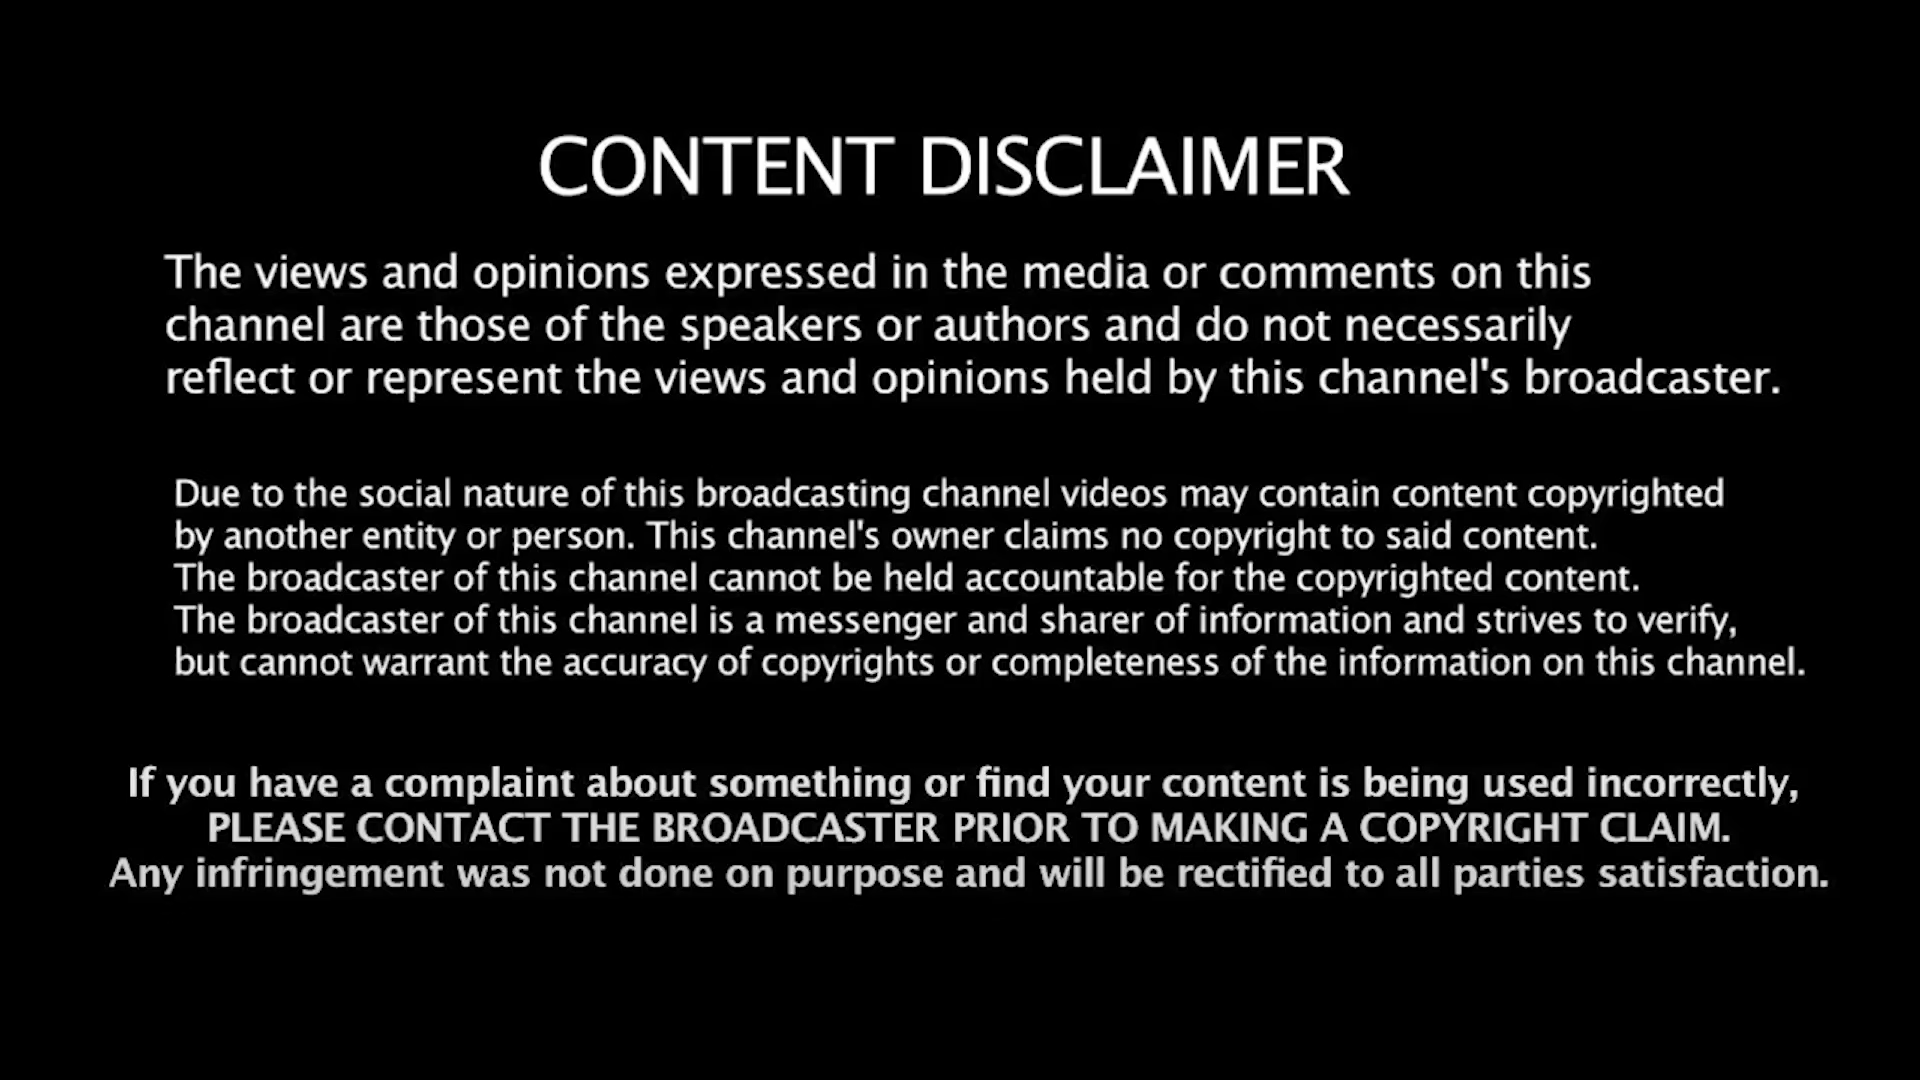 CONTENT DISCLAIMER
The views and opinions expressed in the media or comments on this
channel are those of the speakers or authors and do not necessarily
reflect or represent the views and opinions held by this channel's broadcaster.
Due to the social nature of this broadcasting channel videos may contain content copyrighted
by another entity or person. This channel's owner claims no copyright to said content.
The broadcaster of this channel cannot be held accountable for the copyrighted content.
The broadcaster of this channel is a messenger and sharer of information and strives to verify,
but cannot warrant the accuracy of copyrights or completeness of the information on this channel.
If you have a complaint about something or find your content is being used incorrectly,
PLEASE CONTACT THE BROADCASTER PRIOR TO MAKING A COPYRIGHT CLAIM.
Any infringement was not done on purpose and will be rectified to all parties satisfaction.